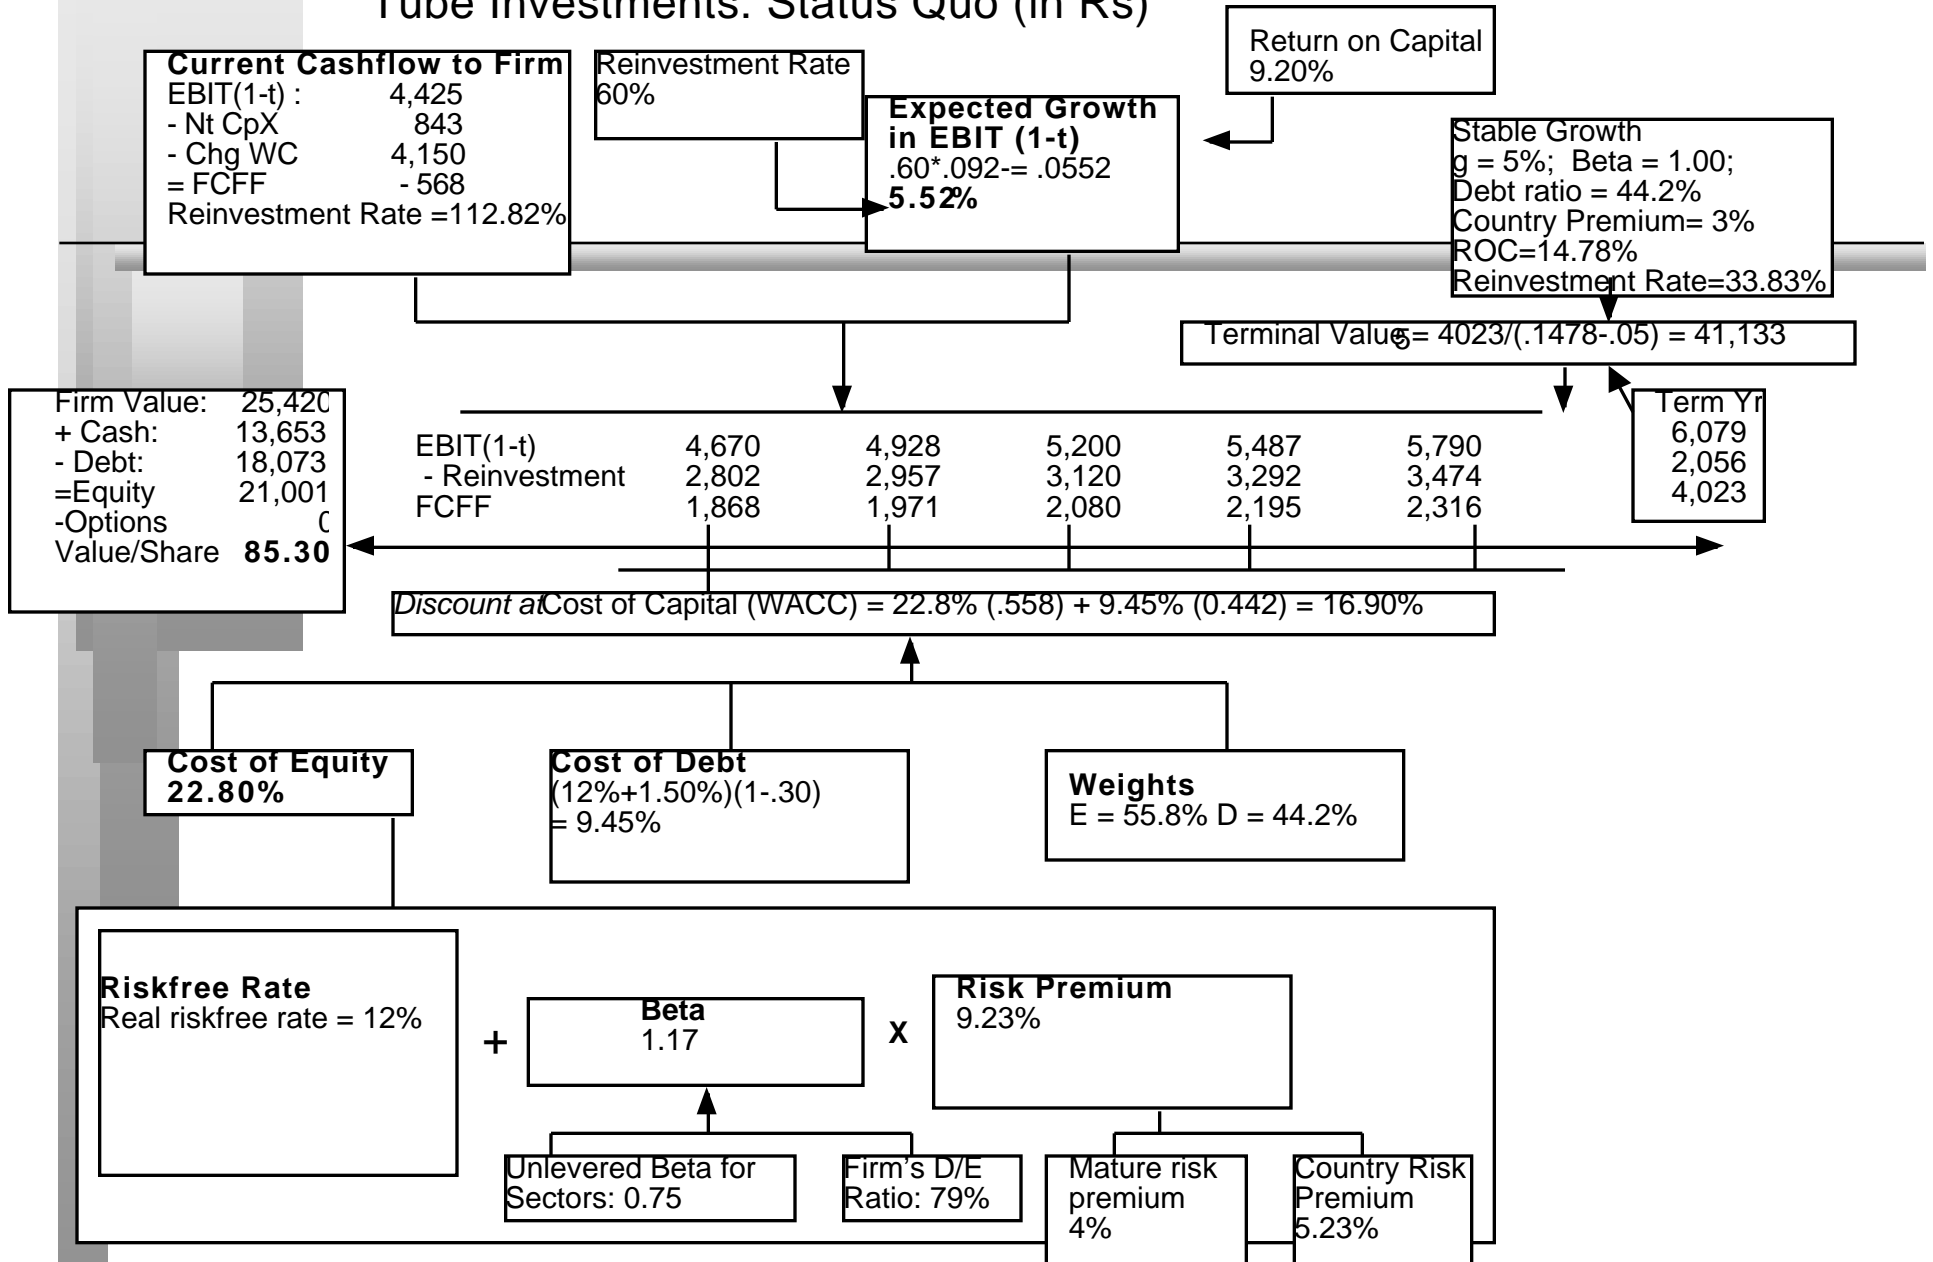 Tube Investments: Status Quo (in Rs)
Return on Capital
9.20%
Current Cashflow to Firm
EBIT(1-t) : 4,425
- Nt CpX 843
- Chg WC 4,150
= FCFF - 568
Reinvestment Rate =112.82%
Reinvestment Rate
60%
Expected Growth
in EBIT (1-t)
.60*.092-= .0552
5.52%
Stable Growth
g = 5%; Beta = 1.00;
Debt ratio = 44.2%
Country Premium= 3%
ROC=14.78%
Reinvestment Rate=33.83%
Terminal Value5= 4023/(.1478-.05) = 41,133
Firm Value: 25,420
+ Cash: 13,653
- Debt: 18,073
=Equity 21,001
-Options 0
Value/Share 85.30
EBIT(1-t) 4,670 4,928 5,200 5,487 5,790
- Reinvestment 2,802 2,957 3,120 3,292 3,474
FCFF 1,868 1,971 2,080 2,195 2,316
Term Yr
6,079
2,056
4,023
Discount at Cost of Capital (WACC) = 22.8% (.558) + 9.45% (0.442) = 16.90%
Cost of Equity
22.80%
Cost of Debt
(12%+1.50%)(1-.30)
= 9.45%
Weights
E = 55.8% D = 44.2%
Riskfree Rate
Real riskfree rate = 12%
+
Beta
1.17
X
Risk Premium
9.23%
Unlevered Beta for
Sectors: 0.75
Firm’s D/E
Ratio: 79%
Mature risk
premium
4%
Country Risk
Premium
5.23%